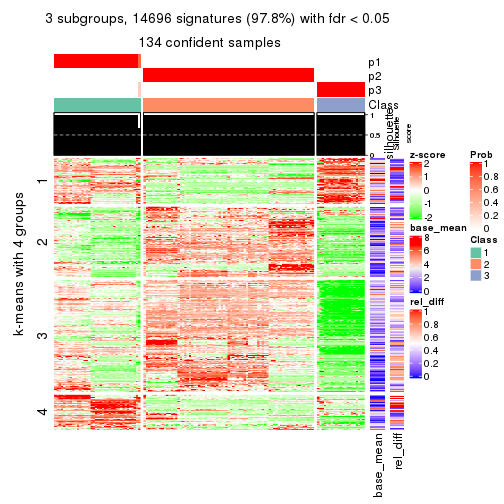 3 subgroups, 14696 signatures (97.8%) with fdr < 0.05
134 confident samples
p1
p2
p3
Class
1
0.5
0
silhouette
Silhouette
score
k-means with 4 groups
1
2
3
4
base_mean
rel_diff
z-score
2
1
0
-1
-2
base_mean
8
6
4
2
0
rel_diff
1
0.8
0.6
0.4
0.2
0
Prob
1
0.8
0.6
0.4
0.2
0
Class
1
2
3